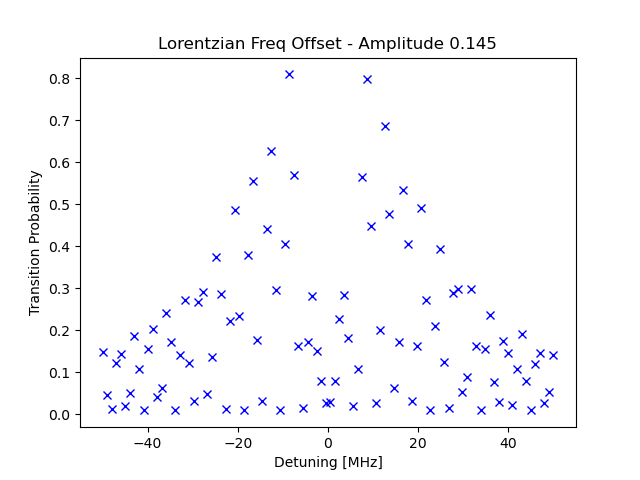 Lorentzian Freq Offset - Amplitude 0.145
Transition Probability
0.8
0.7
0.6
0.5
0.4
0.3
0.2
0.1
0.0
−40 −20 0 20 40
Detuning [MHz]